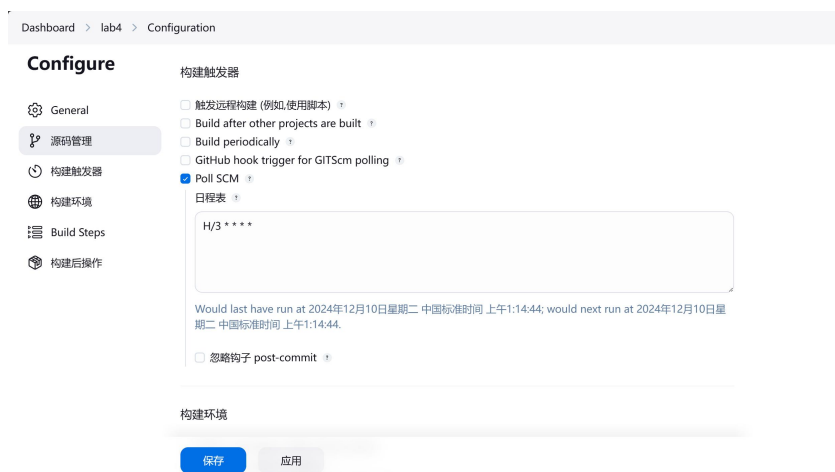 Dashboard > lab4 > Configuration
Configure
General
源码管理
构建触发器
构建环境
Build Steps
构建后操作
构建触发器
触发远程构建 (例如,使用脚本) ?
Build after other projects are built ?
Build periodically ?
GitHub hook trigger for GITScm polling ?
Poll SCM ?
日程表 ?
H/3 * * * *
Would last have run at 2024年12月10日星期二 中国标准时间 上午1:14:44; would next run at 2024年12月10日星
期二 中国标准时间 上午1:14:44.
忽略钩子 post-commit ?
构建环境
保存 应用